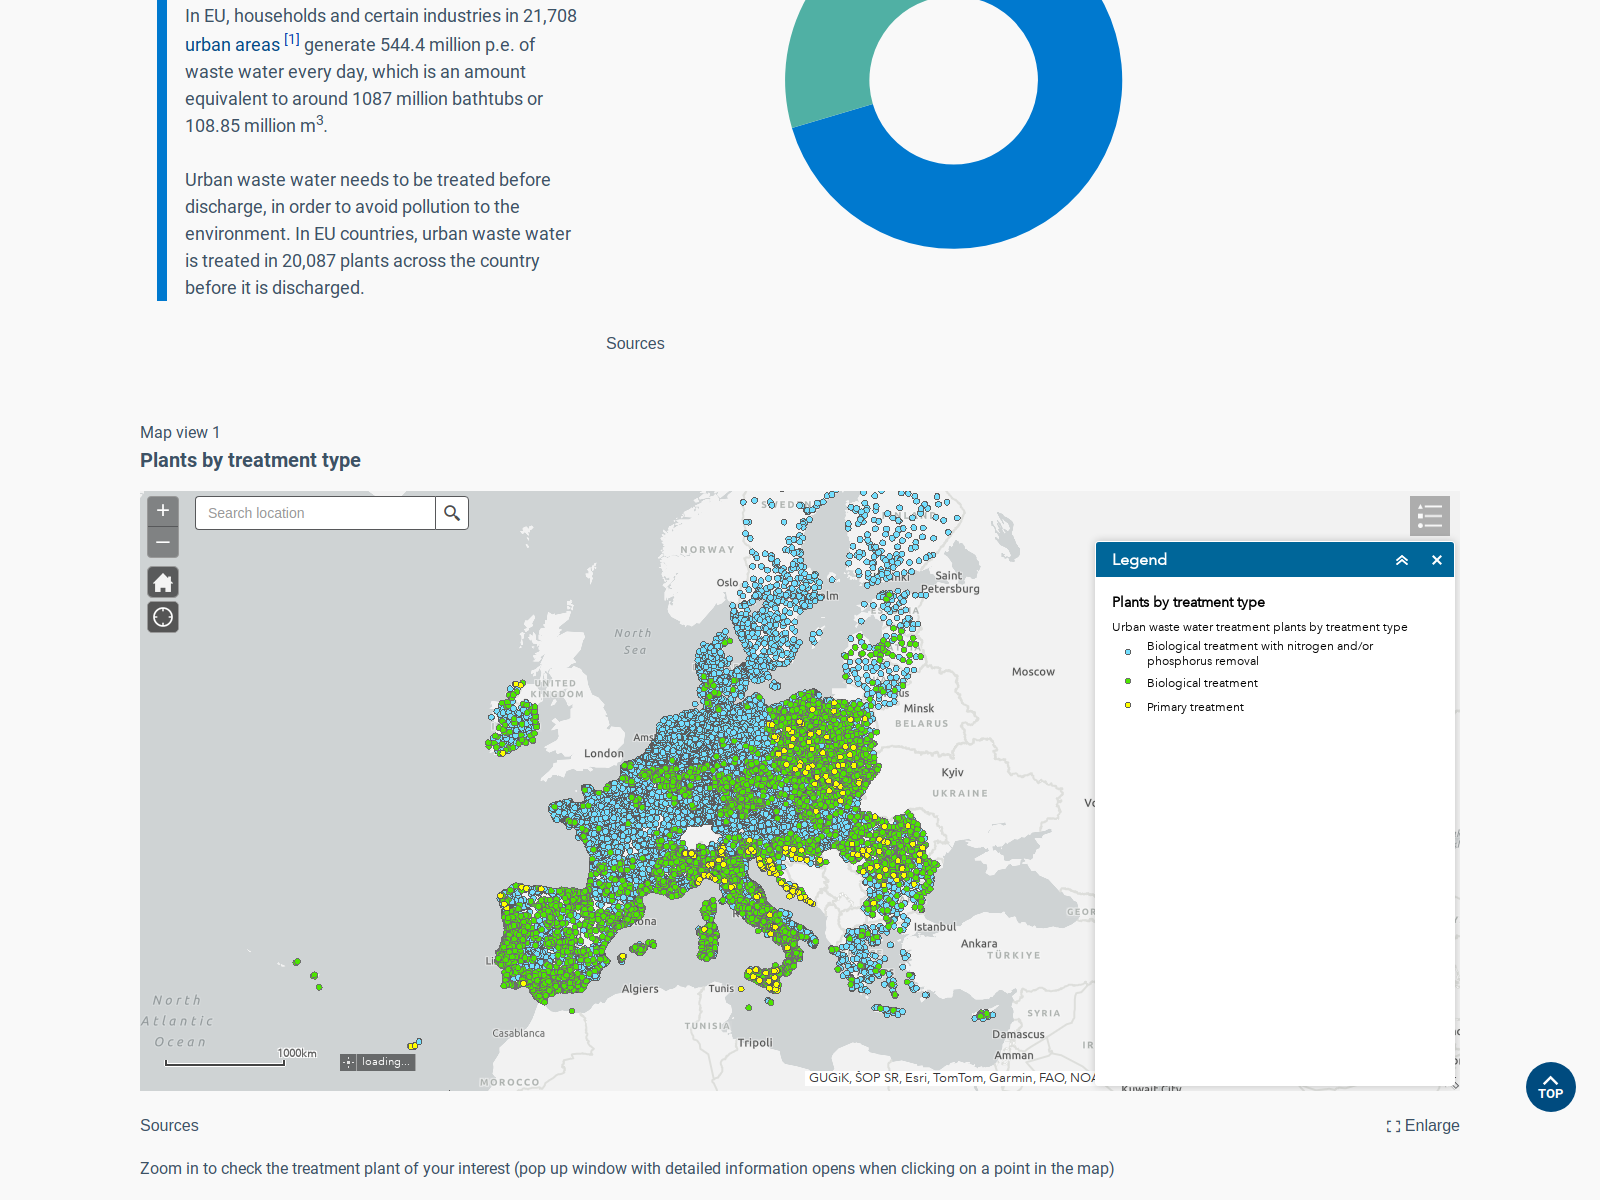 In EU, households and certain industries in 21,708
urban areas [1] generate 544.4 million p.e. of
waste water every day, which is an amount
equivalent to around 1087 million bathtubs or
108.85 million m3.
Urban waste water needs to be treated before
discharge, in order to avoid pollution to the
environment. In EU countries, urban waste water
is treated in 20,087 plants across the country
before it is discharged.
Sources
Map view 1
Plants by treatment type
+
Search location
−
NORWAY
Oslo
Saint
Petersburg
North
Sea
UNITED
KINGDOM
London
Moscow
Minsk
BELARUS
Kyiv
UKRAINE
Istanbul
Ankara
TÜRKIYE
Algiers
Tunis
TUNISIA
Tripoli
Casablanca
MOROCCO
SYRIA
Damascus
Amman
North
Atlantic
Ocean
1000km
loading...
Legend
Plants by treatment type
Urban waste water treatment plants by treatment type
Biological treatment with nitrogen and/or
phosphorus removal
Biological treatment
Primary treatment
GUGiK, ŠOP SR, Esri, TomTom, Garmin, FAO, NOA
Kuwait City
TOP
Sources
Enlarge
Zoom in to check the treatment plant of your interest (pop up window with detailed information opens when clicking on a point in the map)